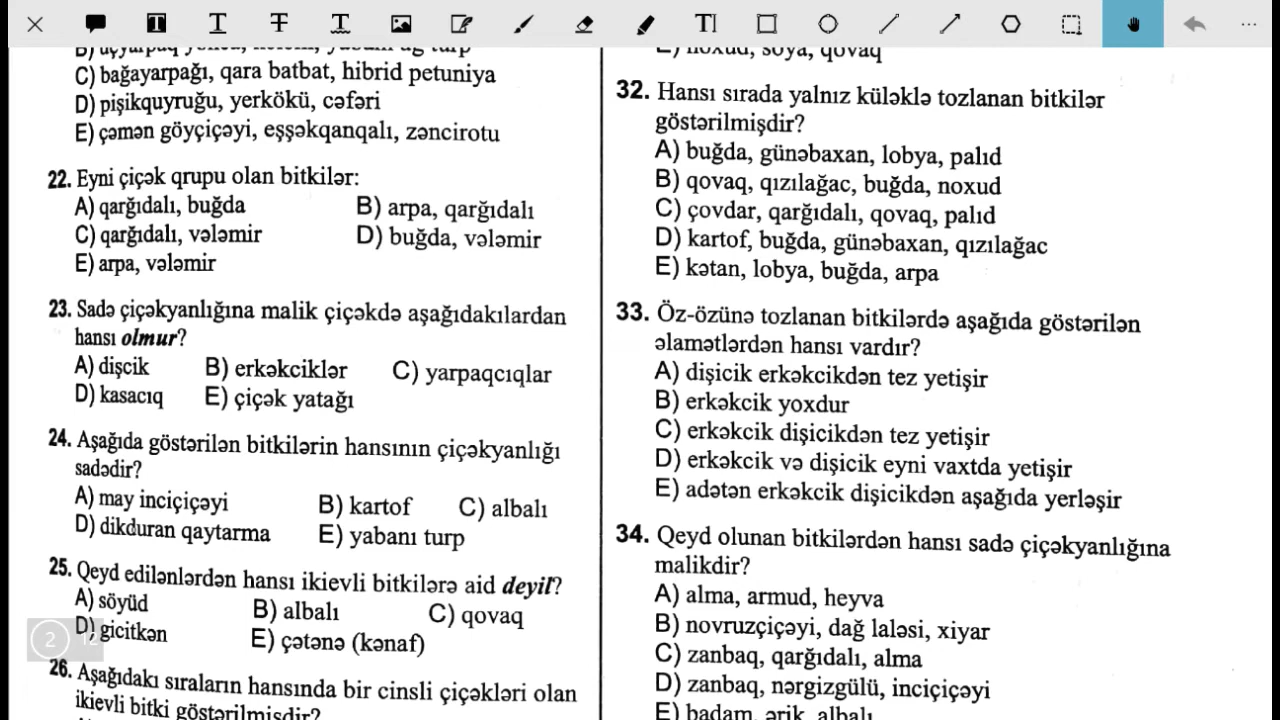 C) bağayarpağı, qara batbat, hibrid petuniya
D) pişikquyruğu, yerkökü, cəfəri
E) çəmən göyçiçəyi, eşşəkqanqalı, zəncirotu
22. Eyni çiçək qrupu olan bitkilər:
A) qarğıdalı, buğda B) arpa, qarğıdalı
C) qarğıdalı, vələmir D) buğda, vələmir
E) arpa, vələmir
23. Sadə çiçəkyanlığına malik çiçəkdə aşağıdakılardan
hansı olmur?
A) dişcik B) erkəkciklər C) yarpaqcıqlar
D) kasacıq E) çiçək yatağı
24. Aşağıda göstərilən bitkilərin hansının çiçəkyanlığı
sadədir?
A) may inciçiçəyi B) kartof C) albalı
D) dikduran qaytarma E) yabanı turp
25. Qeyd edilənlərdən hansı ikievli bitkilərə aid deyil?
A) söyüd B) albalı C) qovaq
D) gicitkən E) çətənə (kənaf)
2 12
26. Aşağıdakı sıraların hansında bir cinsli çiçəkləri olan
ikievli bitki göstərilmişdir?
E) noxud, soya, qovaq
32. Hansı sırada yalnız küləklə tozlanan bitkilər
göstərilmişdir?
A) buğda, günəbaxan, lobya, palıd
B) qovaq, qızılağac, buğda, noxud
C) çovdar, qarğıdalı, qovaq, palıd
D) kartof, buğda, günəbaxan, qızılağac
E) kətan, lobya, buğda, arpa
33. Öz-özünə tozlanan bitkilərdə aşağıda göstərilən
əlamətlərdən hansı vardır?
A) dişicik erkəkcikdən tez yetişir
B) erkəkcik yoxdur
C) erkəkcik dişicikdən tez yetişir
D) erkəkcik və dişicik eyni vaxtda yetişir
E) adətən erkəkcik dişicikdən aşağıda yerləşir
34. Qeyd olunan bitkilərdən hansı sadə çiçəkyanlığına
malikdir?
A) alma, armud, heyva
B) novruzçiçəyi, dağ laləsi, xiyar
C) zanbaq, qarğıdalı, alma
D) zanbaq, nərgizgülü, inciçiçəyi
E) badam, ərik, albalı